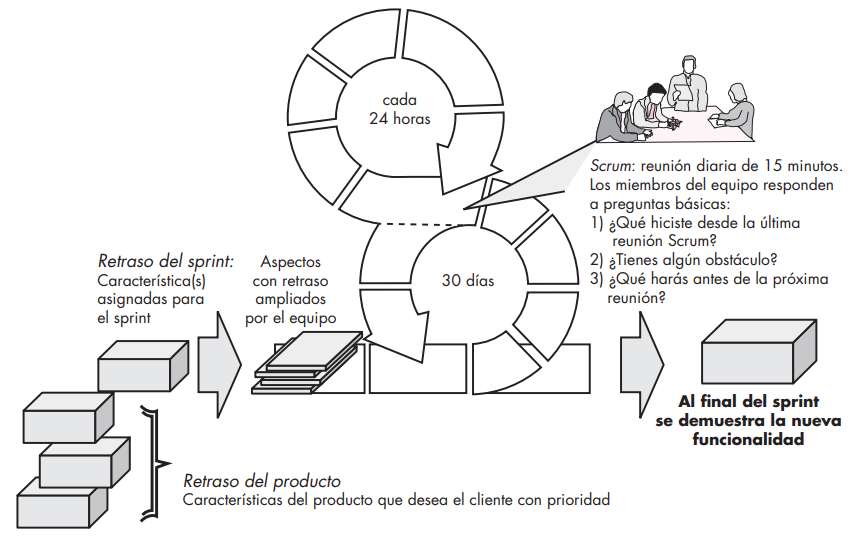 cada
24 horas
Scrum: reunión diaria de 15 minutos.
Los miembros del equipo responden
a preguntas básicas:
1) ¿Qué hiciste desde la última
reunión Scrum?
2) ¿Tienes algún obstáculo?
3) ¿Qué harás antes de la próxima
reunión?
Retraso del sprint:
Característica(s)
asignadas para
el sprint
Aspectos
con retraso
ampliados
por el equipo
30 días
Al final del sprint
se demuestra la nueva
funcionalidad
Retraso del producto
Características del producto que desea el cliente con prioridad